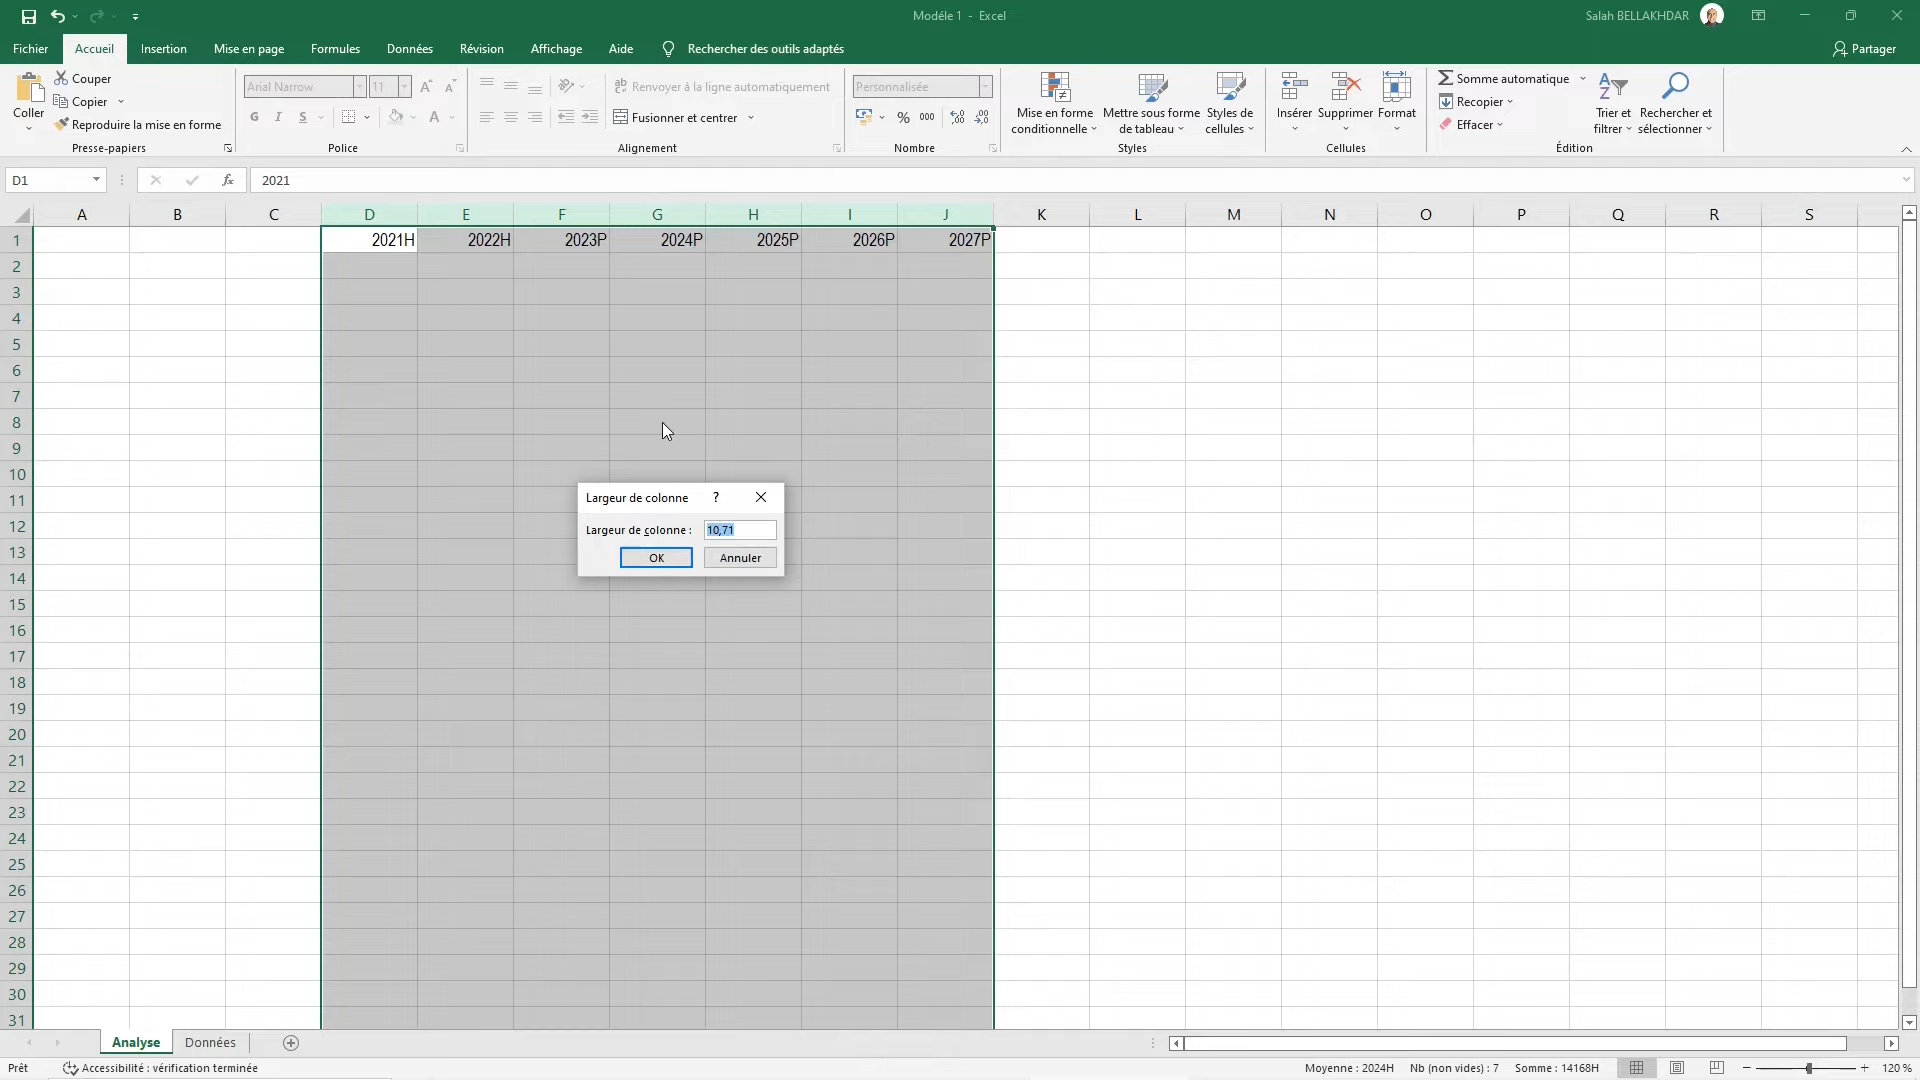 Modéle 1 - Excel
Salah BELLAKHDAR
Fichier Accueil Insertion Mise en page Formules Données Révision Affichage Aide Rechercher des outils adaptés Partager
Coller
Couper
Copier
Reproduire la mise en forme
Presse-papiers
Arial Narrow 11
G I S
Police
Renvoyer à la ligne automatiquement
Fusionner et centrer
Alignement
Personnalisée
% 000
Nombre
Mise en forme conditionnelle
Mettre sous forme de tableau
Styles de cellules
Styles
Insérer Supprimer Format
Cellules
Somme automatique
Recopier
Effacer
Trier et filtrer
Rechercher et sélectionner
Édition
D1 fx 2021
A B C D E F G H I J K L M N O P Q R S
1 2021H 2022H 2023P 2024P 2025P 2026P 2027P
2
3
4
5
6
7
8
9
10
11
12
13
14
15
16
17
18
19
20
21
22
23
24
25
26
27
28
29
30
31
Largeur de colonne ?
Largeur de colonne : 10,71
OK Annuler
Analyse Données
Prêt Accessibilité : vérification terminée Moyenne : 2024H Nb (non vides) : 7 Somme : 14168H 120 %